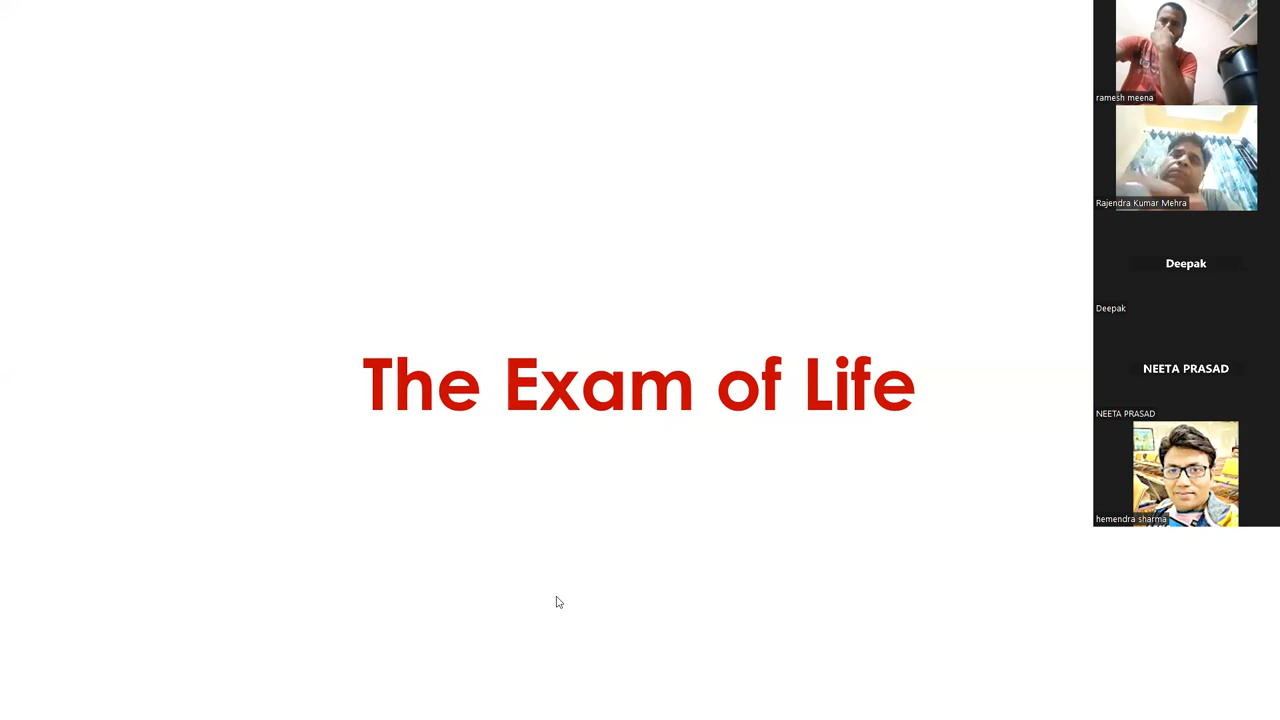 The Exam of Life
ramesh meena
Rajendra Kumar Mehra
Deepak
Deepak
NEETA PRASAD
NEETA PRASAD
hemendra sharma